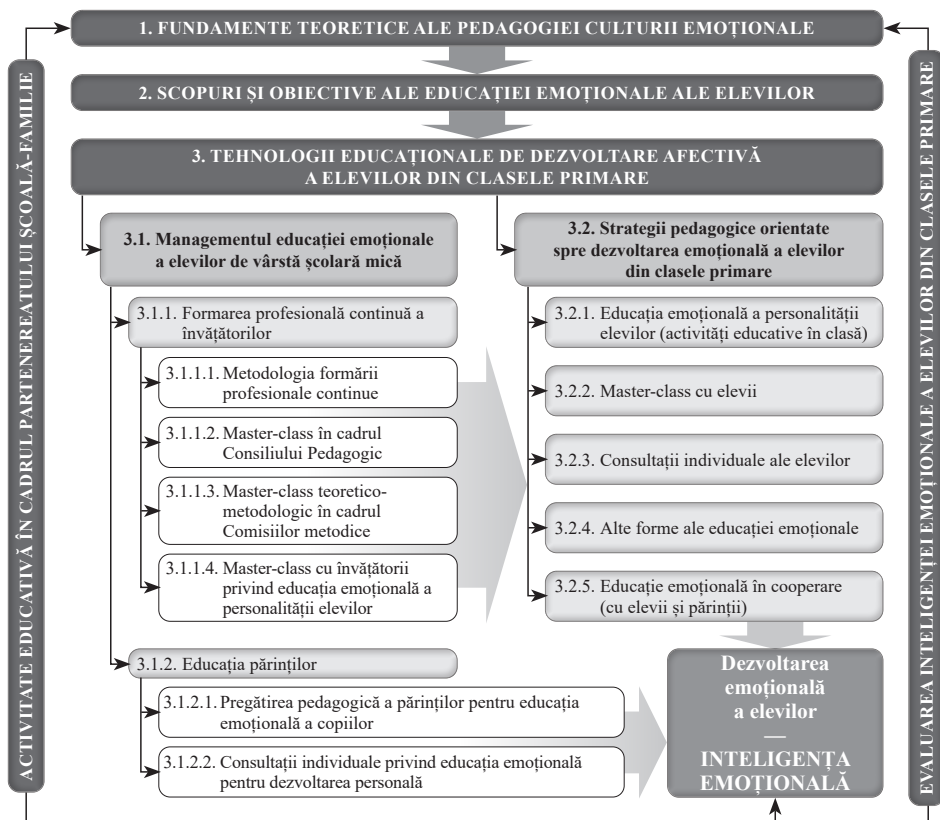 1. FUNDAMENTE TEORETICE ALE PEDAGOGIEI CULTURII EMOȚIONALE
2. SCOPURI ȘI OBIECTIVE ALE EDUCAȚIEI EMOȚIONALE ALE ELEVILOR
3. TEHNOLOGII EDUCAȚIONALE DE DEZVOLTARE AFECTIVĂ
A ELEVILOR DIN CLASELE PRIMARE
3.1. Managementul educației emoționale
a elevilor de vârstă școlară mică
3.1.1. Formarea profesională continuă a
învățătorilor
3.1.1.1. Metodologia formării
profesionale continue
3.1.1.2. Master-class în cadrul
Consiliului Pedagogic
3.1.1.3. Master-class teoretico-
metodologic în cadrul
Comisiilor metodice
3.1.1.4. Master-class cu învățătorii
privind educația emoțională a
personalității elevilor
3.1.2. Educația părinților
3.1.2.1. Pregătirea pedagogică a părinților pentru educația
emoțională a copiilor
3.1.2.2. Consultații individuale privind educația emoțională
pentru dezvoltarea personală
3.2. Strategii pedagogice orientate
spre dezvoltarea emoțională a elevilor
din clasele primare
3.2.1. Educația emoțională a personalității
elevilor (activități educative în clasă)
3.2.2. Master-class cu elevii
3.2.3. Consultații individuale ale elevilor
3.2.4. Alte forme ale educației emoționale
3.2.5. Educație emoțională în cooperare
(cu elevii și părinții)
Dezvoltarea
emoțională
a elevilor
—
INTELIGENȚA
EMOȚIONALĂ
ACTIVITATE EDUCATIVĂ ÎN CADRUL PARTENEREATULUI ȘCOALĂ-FAMILIE
EVALUAREA INTELIGENȚEI EMOȚIONALE A ELEVILOR DIN CLASELE PRIMARE